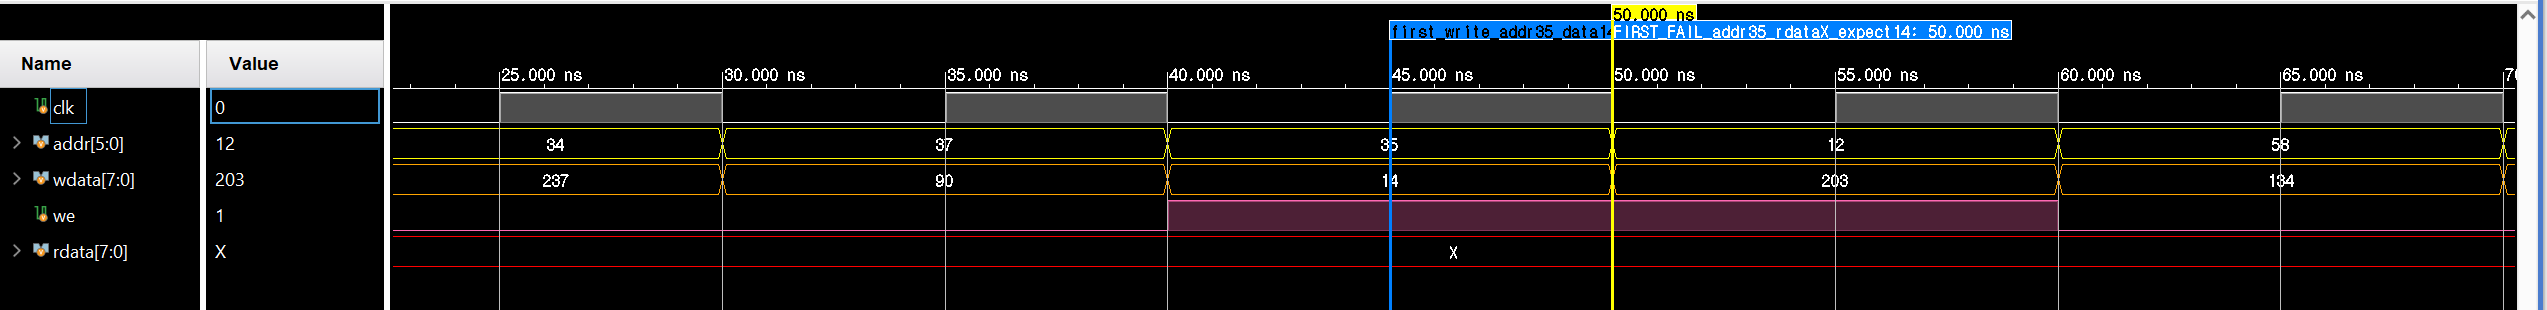 50.000 ns
first_write_addr35_data14
FIRST_FAIL_addr35_rdataX_expect14: 50.000 ns
Name Value
25.000 ns 30.000 ns 35.000 ns 40.000 ns 45.000 ns 50.000 ns 55.000 ns 60.000 ns 65.000 ns
clk 0
addr[5:0] 12 34 37 35 12 58
wdata[7:0] 203 237 90 14 203 134
we 1
rdata[7:0] X X